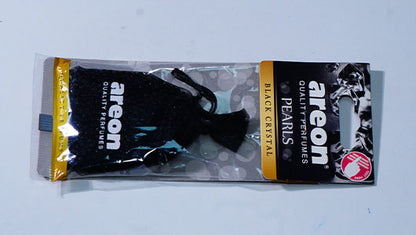 areon
QUALITY PERFUMES
PEARLS
BLACK CRYSTAL
areon
QUALITY PERFUMES